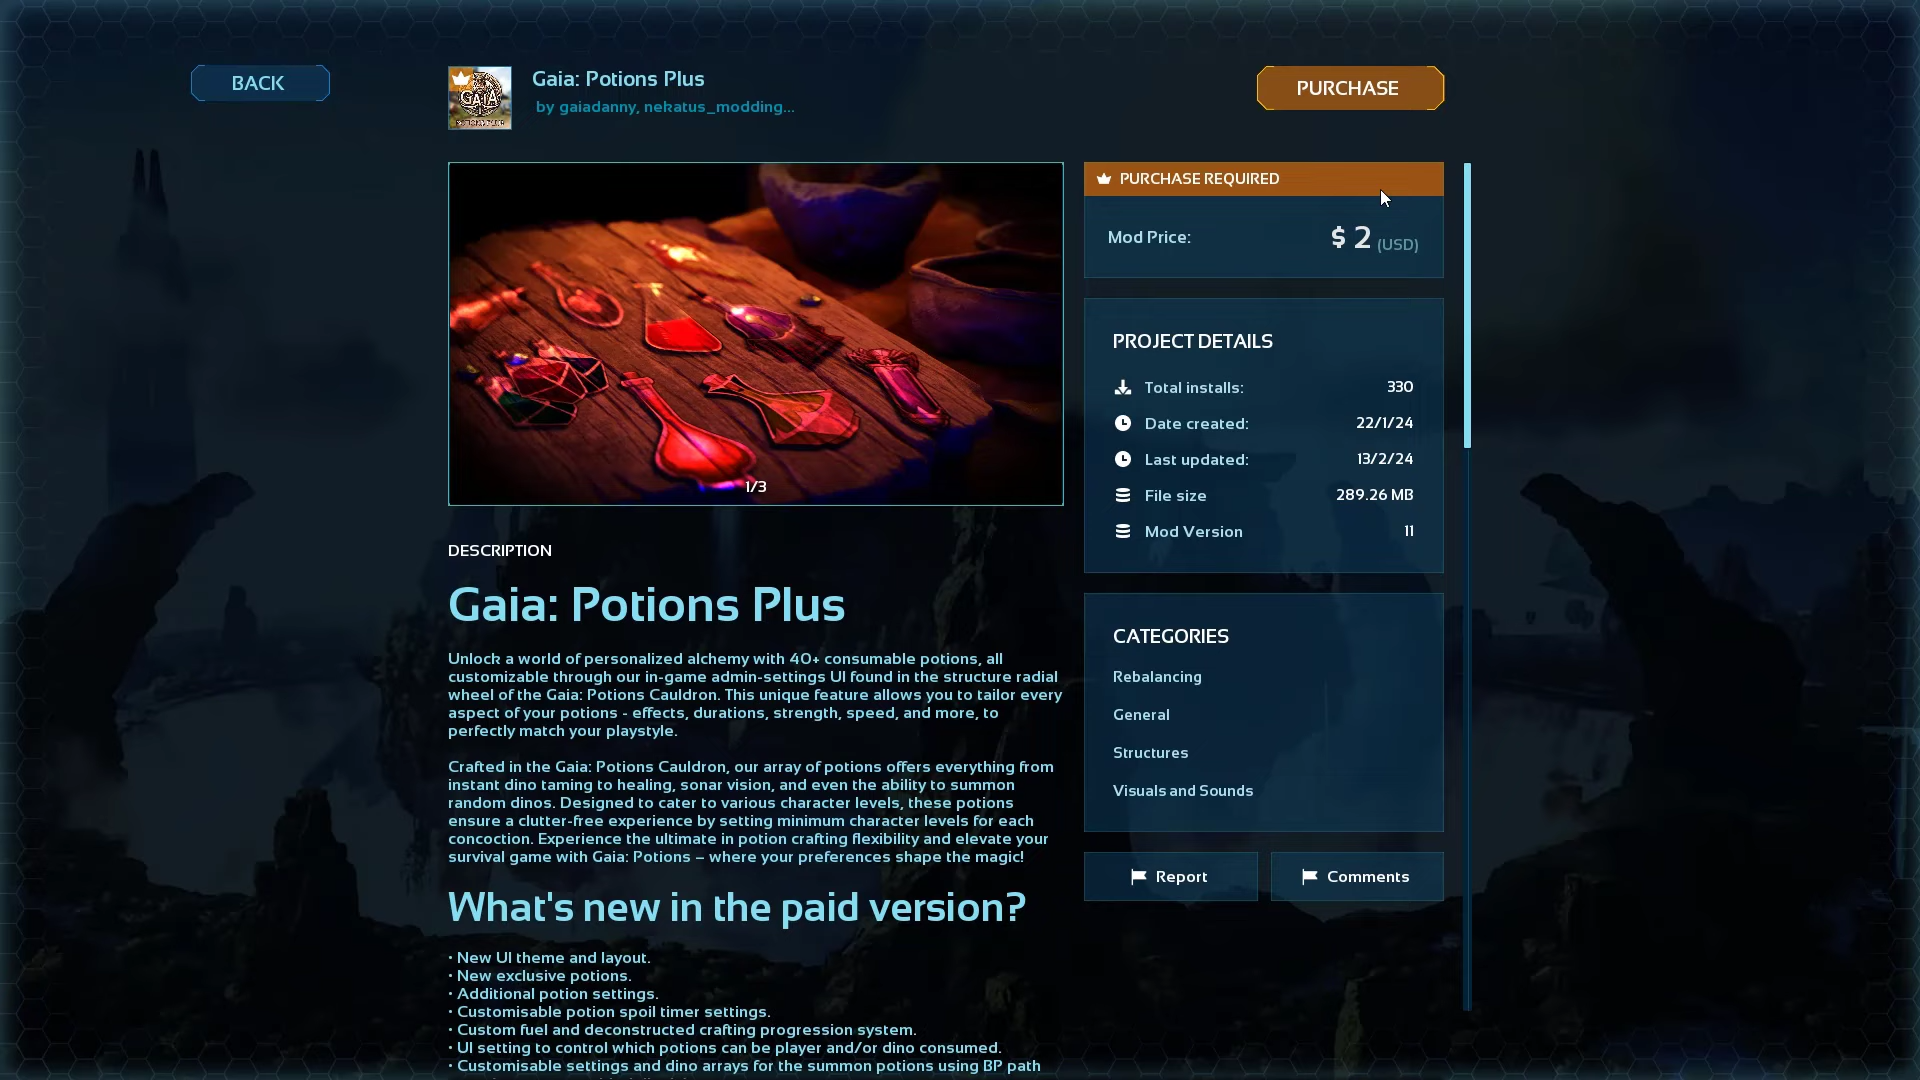 BACK
GAIA
Gaia: Potions Plus
by gaiadanny, nekatus_modding...
PURCHASE
1/3
DESCRIPTION
Gaia: Potions Plus
Unlock a world of personalized alchemy with 40+ consumable potions, all
customizable through our in-game admin-settings UI found in the structure radial
wheel of the Gaia: Potions Cauldron. This unique feature allows you to tailor every
aspect of your potions - effects, durations, strength, speed, and more, to
perfectly match your playstyle.
Crafted in the Gaia: Potions Cauldron, our array of potions offers everything from
instant dino taming to healing, sonar vision, and even the ability to summon
random dinos. Designed to cater to various character levels, these potions
ensure a clutter-free experience by setting minimum character levels for each
concoction. Experience the ultimate in potion crafting flexibility and elevate your
survival game with Gaia: Potions – where your preferences shape the magic!
What's new in the paid version?
• New UI theme and layout.
• New exclusive potions.
• Additional potion settings.
• Customisable potion spoil timer settings.
• Custom fuel and deconstructed crafting progression system.
• UI setting to control which potions can be player and/or dino consumed.
• Customisable settings and dino arrays for the summon potions using BP path
PURCHASE REQUIRED
Mod Price:
$ 2 (USD)
PROJECT DETAILS
Total installs: 330
Date created: 22/1/24
Last updated: 13/2/24
File size 289.26 MB
Mod Version 11
CATEGORIES
Rebalancing
General
Structures
Visuals and Sounds
Report
Comments